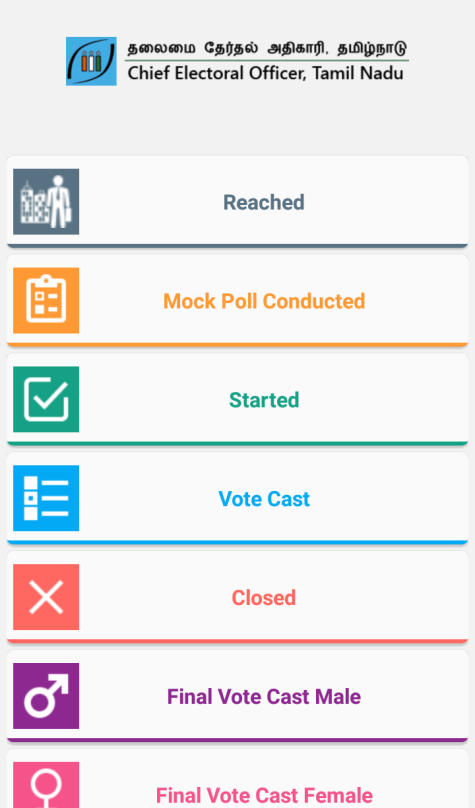 தலைமை தேர்தல் அதிகாரி, தமிழ்நாடு
Chief Electoral Officer, Tamil Nadu
Reached
Mock Poll Conducted
Started
Vote Cast
Closed
Final Vote Cast Male
Final Vote Cast Female